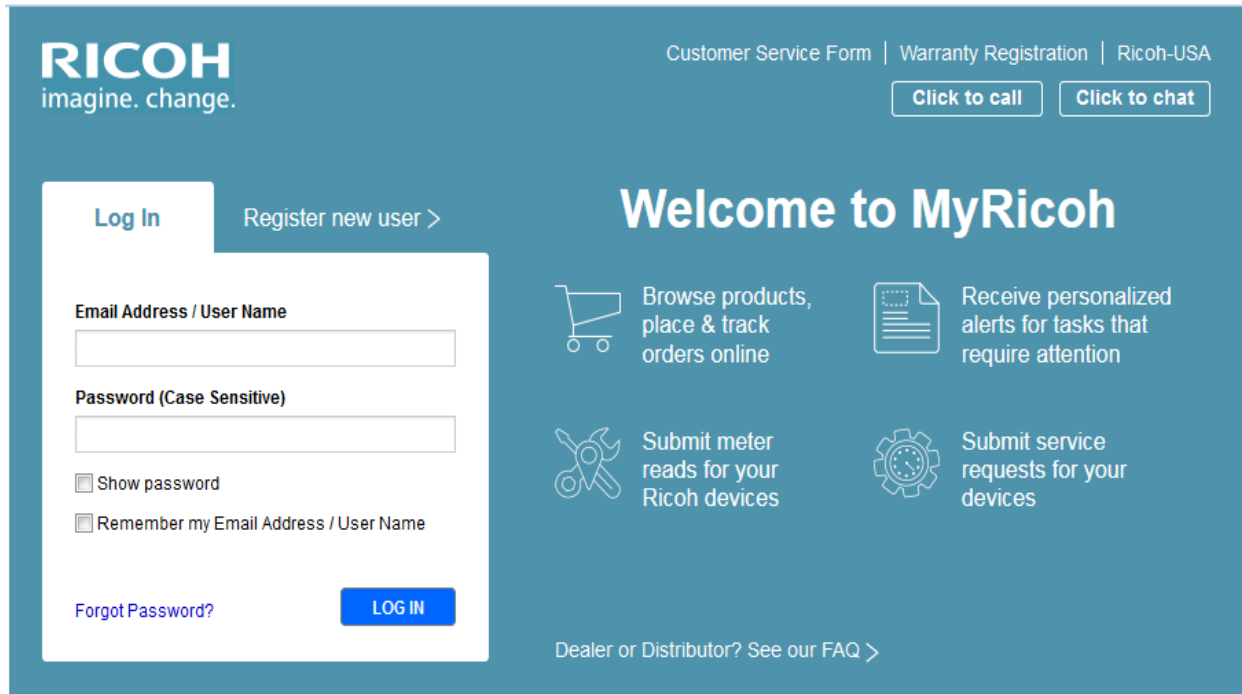 RICOH
imagine. change.
Customer Service Form | Warranty Registration | Ricoh-USA
Click to call
Click to chat
Log In
Register new user >
Email Address / User Name
Password (Case Sensitive)
Show password
Remember my Email Address / User Name
Forgot Password?
LOG IN
Welcome to MyRicoh
Browse products,
place & track
orders online
Receive personalized
alerts for tasks that
require attention
Submit meter
reads for your
Ricoh devices
Submit service
requests for your
devices
Dealer or Distributor? See our FAQ >